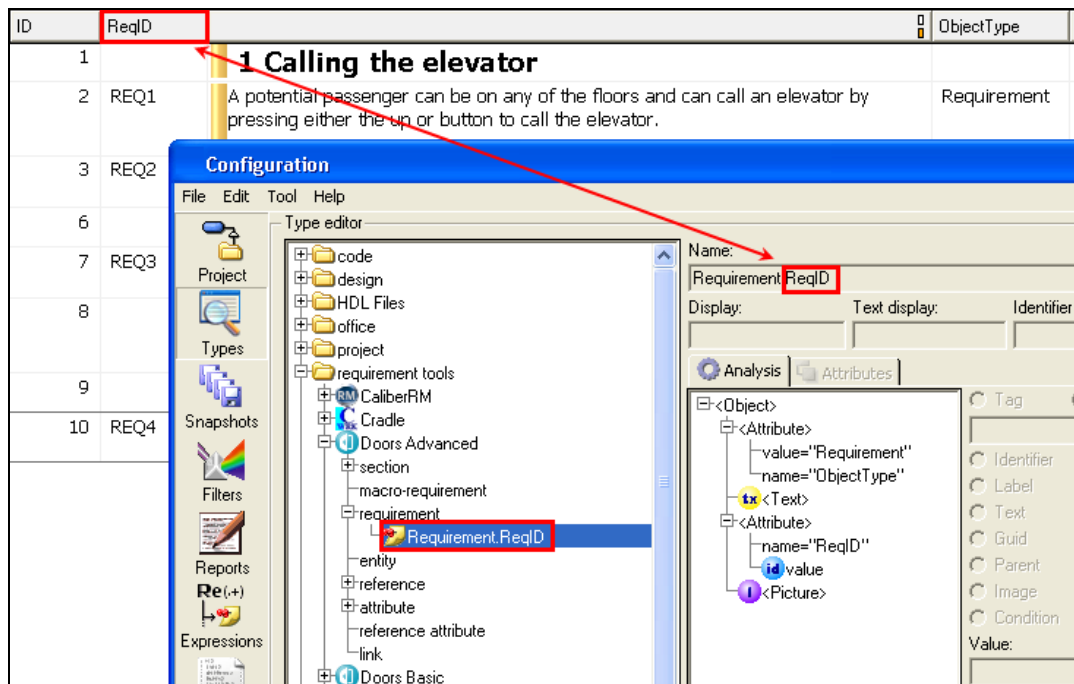 ID ReqID ObjectType
1 1 Calling the elevator
2 REQ1 A potential passenger can be on any of the floors and can call an elevator by Requirement
pressing either the up or button to call the elevator.
3 REQ2
6
7 REQ3
8
9
10 REQ4
Configuration
File Edit Tool Help
Project
Types
Snapshots
Filters
Reports
Re(.+)
Expressions
Type editor
code
design
HDL Files
office
project
requirement tools
RM CaliberRM
Cradle
Doors Advanced
section
macro-requirement
requirement
Requirement.ReqID
entity
reference
attribute
reference attribute
link
Doors Basic
Name:
Requirement ReqID
Display: Text display: Identifier
Analysis Attributes
<Object>
<Attribute>
value="Requirement"
name="ObjectType"
tx <Text>
<Attribute>
name="ReqID"
id value
I <Picture>
Tag
Identifier
Label
Text
Guid
Parent
Image
Condition
Value: